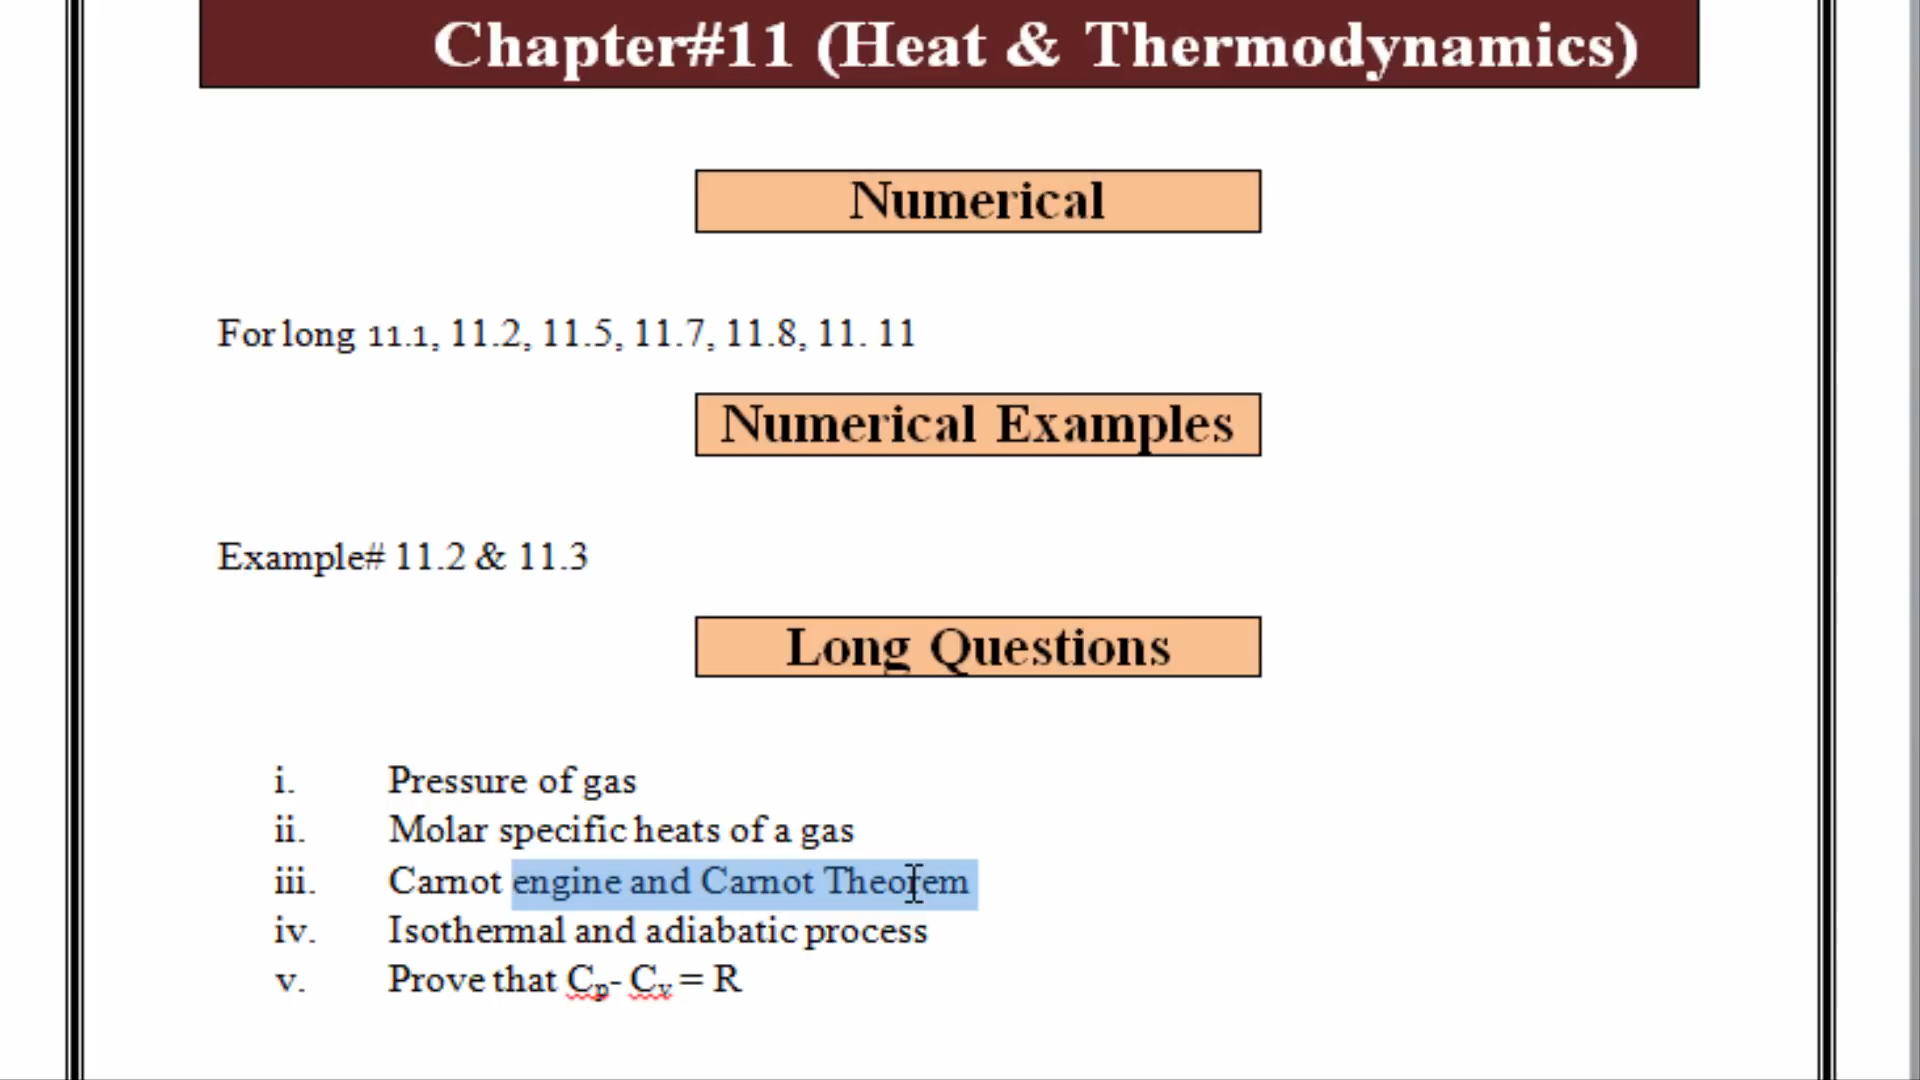 Chapter#11 (Heat & Thermodynamics)
Numerical
For long 11.1, 11.2, 11.5, 11.7, 11.8, 11. 11
Numerical Examples
Example# 11.2 & 11.3
Long Questions
i. Pressure of gas
ii. Molar specific heats of a gas
iii. Carnot engine and Carnot Theorem
iv. Isothermal and adiabatic process
v. Prove that Cp- Cv = R